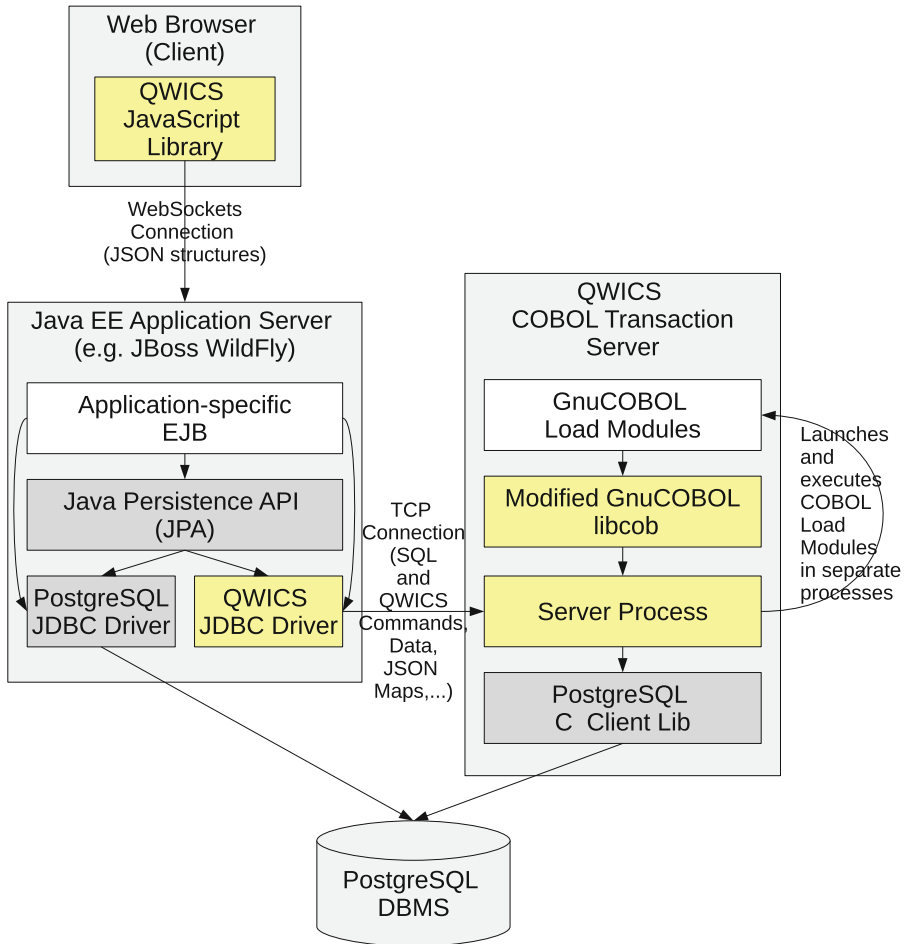 Web Browser
(Client)
QWICS
JavaScript
Library
WebSockets
Connection
(JSON structures)
Java EE Application Server
(e.g. JBoss WildFly)
Application-specific
EJB
Java Persistence API
(JPA)
PostgreSQL
JDBC Driver
QWICS
JDBC Driver
TCP
Connection
(SQL
and
QWICS
Commands,
Data,
JSON
Maps,...)
QWICS
COBOL Transaction
Server
GnuCOBOL
Load Modules
Modified GnuCOBOL
libcob
Server Process
PostgreSQL
C  Client Lib
Launches
and
executes
COBOL
Load
Modules
in separate
processes
PostgreSQL
DBMS